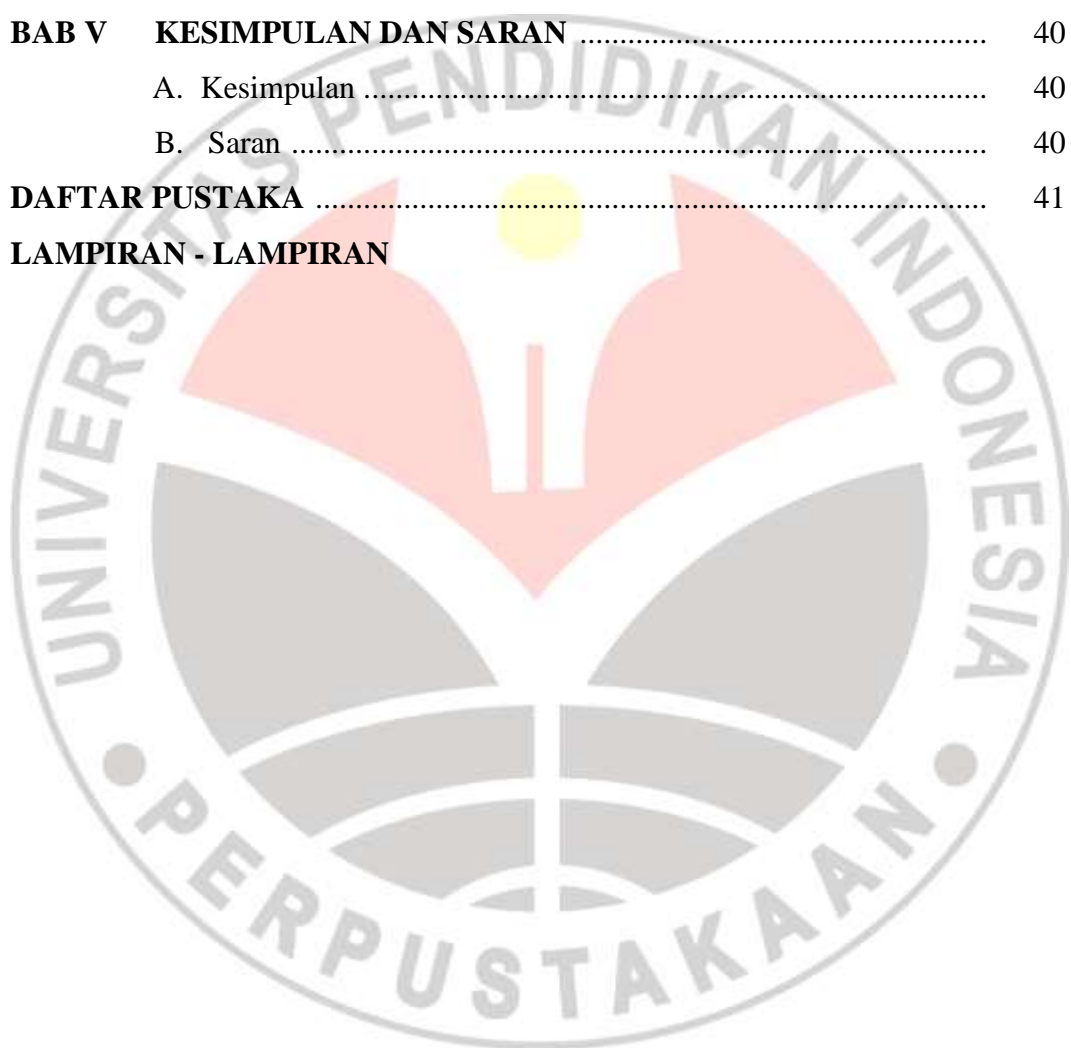 BAB V KESIMPULAN DAN SARAN ................................................... 40
A. Kesimpulan .............................................................................. 40
B. Saran ....................................................................................... 40
DAFTAR PUSTAKA .................................................................................... 41
LAMPIRAN - LAMPIRAN
UNIVERSITAS PENDIDIKAN INDONESIA
PERPUSTAKAAN